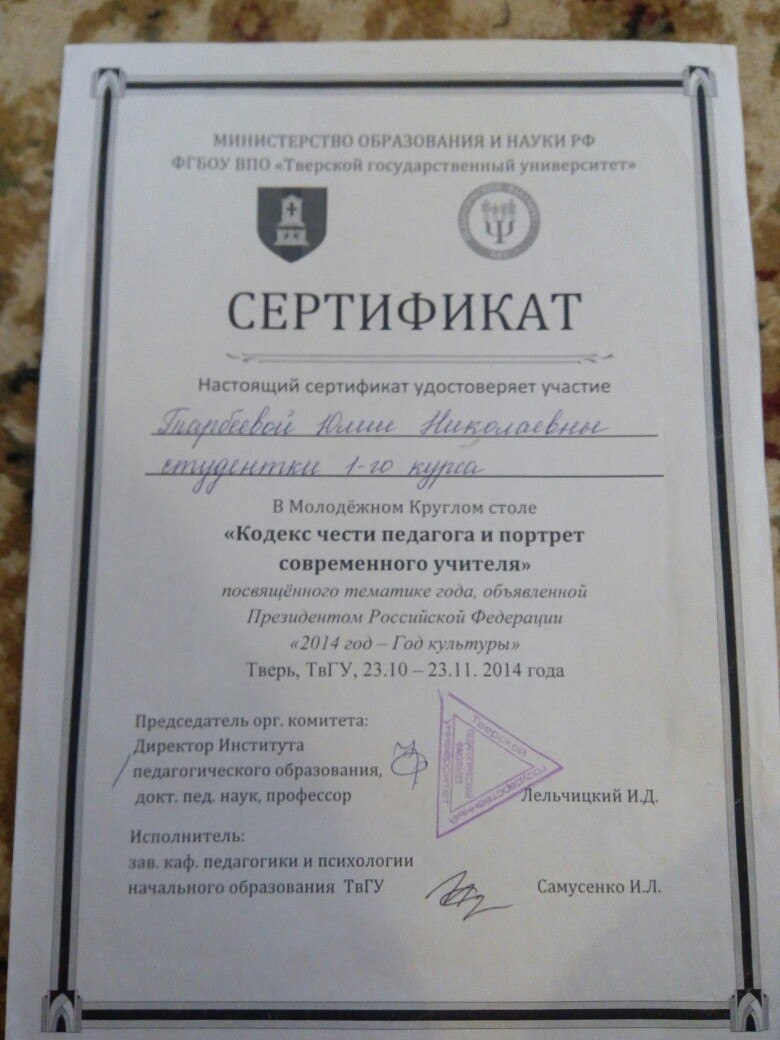 МИНИСТЕРСТВО ОБРАЗОВАНИЯ И НАУКИ РФ
ФГБОУ ВПО «Тверской государственный университет»
СЕРТИФИКАТ
Настоящий сертификат удостоверяет участие
Юлии Николаевны
студентки 1-го курса
В Молодёжном Круглом столе
«Кодекс чести педагога и портрет
современного учителя»
посвящённого тематике года, объявленной
Президентом Российской Федерации
«2014 год – Год культуры»
Тверь, ТвГУ, 23.10 – 23.11. 2014 года
Председатель орг. комитета:
Директор Института
педагогического образования,
докт. пед. наук, профессор Лельчицкий И.Д.
Тверской
государственный
университет
Исполнитель:
зав. каф. педагогики и психологии
начального образования ТвГУ Самусенко И.Л.